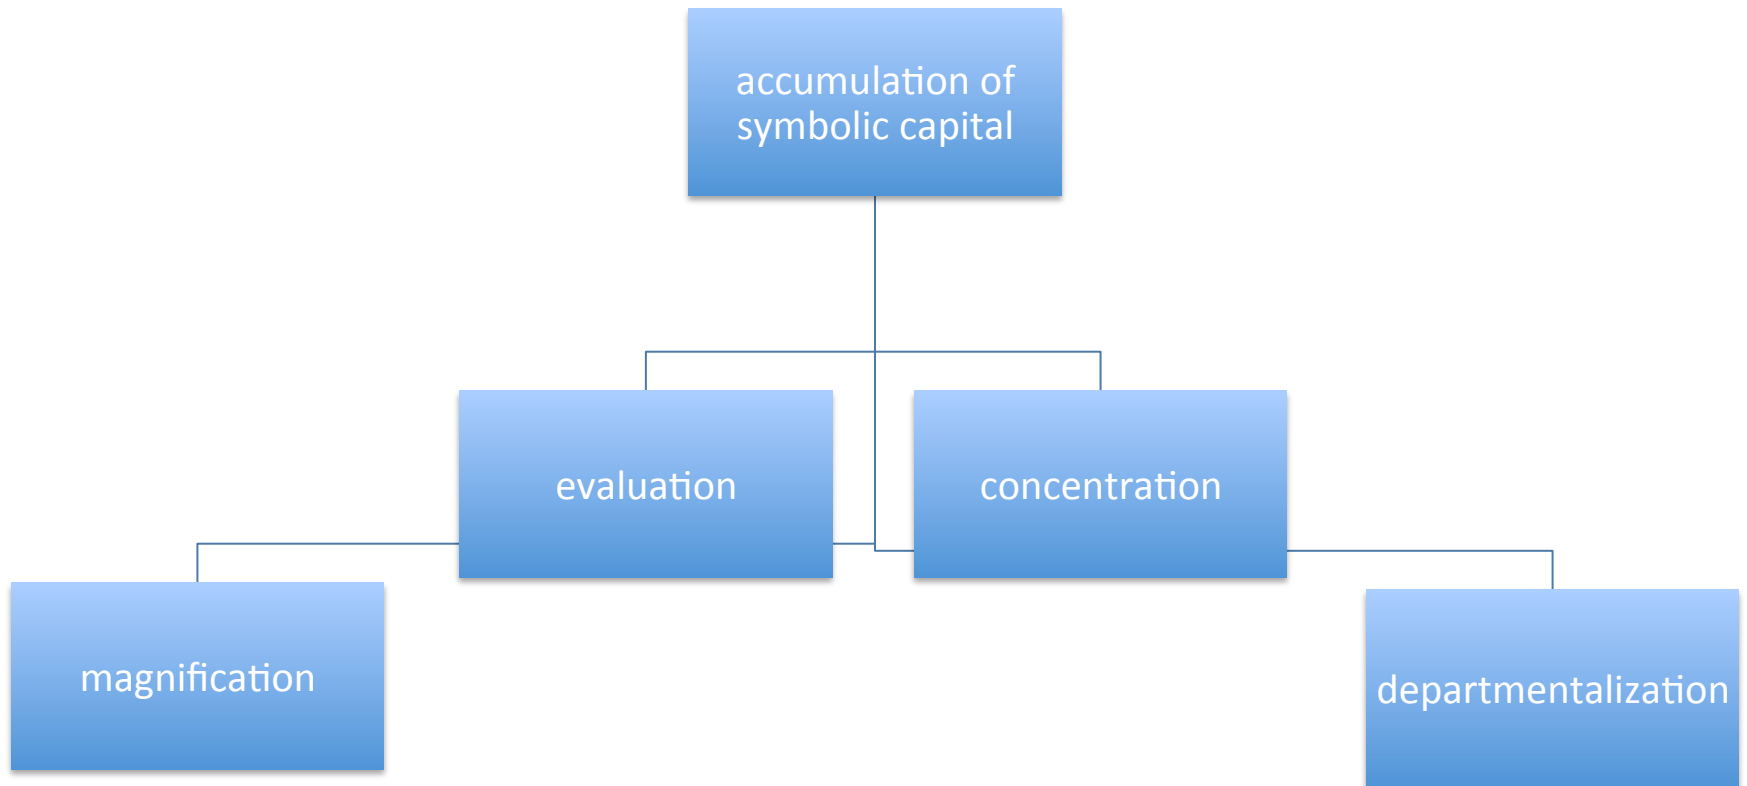 accumulation of
symbolic capital
evaluation
concentration
magnification
departmentalization